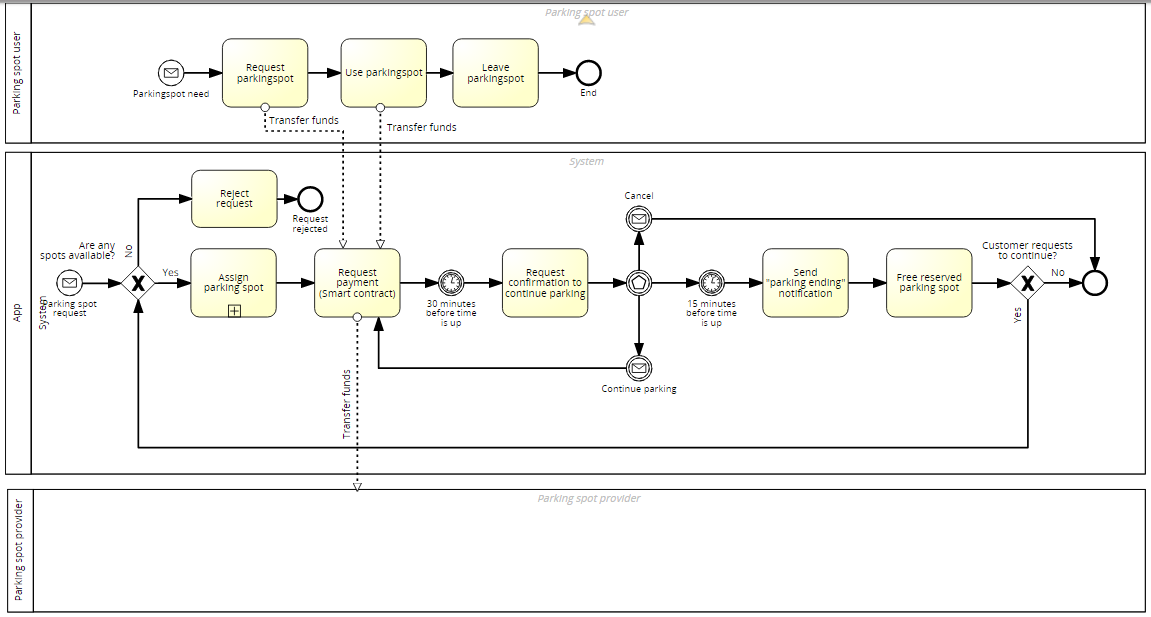 Parking spot user
Parking spot user
Parkingspot need
Request
parkingspot
Use parkingspot
Leave
parkingspot
End
Transfer funds
Transfer funds
App
System
System
Reject
request
Request
rejected
Are any
spots available?
No
Yes
Parking spot
request
Assign
parking spot
Request
payment
(Smart contract)
30 minutes
before time
is up
Request
confirmation to
continue parking
Cancel
Continue parking
15 minutes
before time
is up
Send
"parking ending"
notification
Free reserved
parking spot
Customer requests
to continue?
No
Yes
Transfer funds
Parking spot provider
Parking spot provider